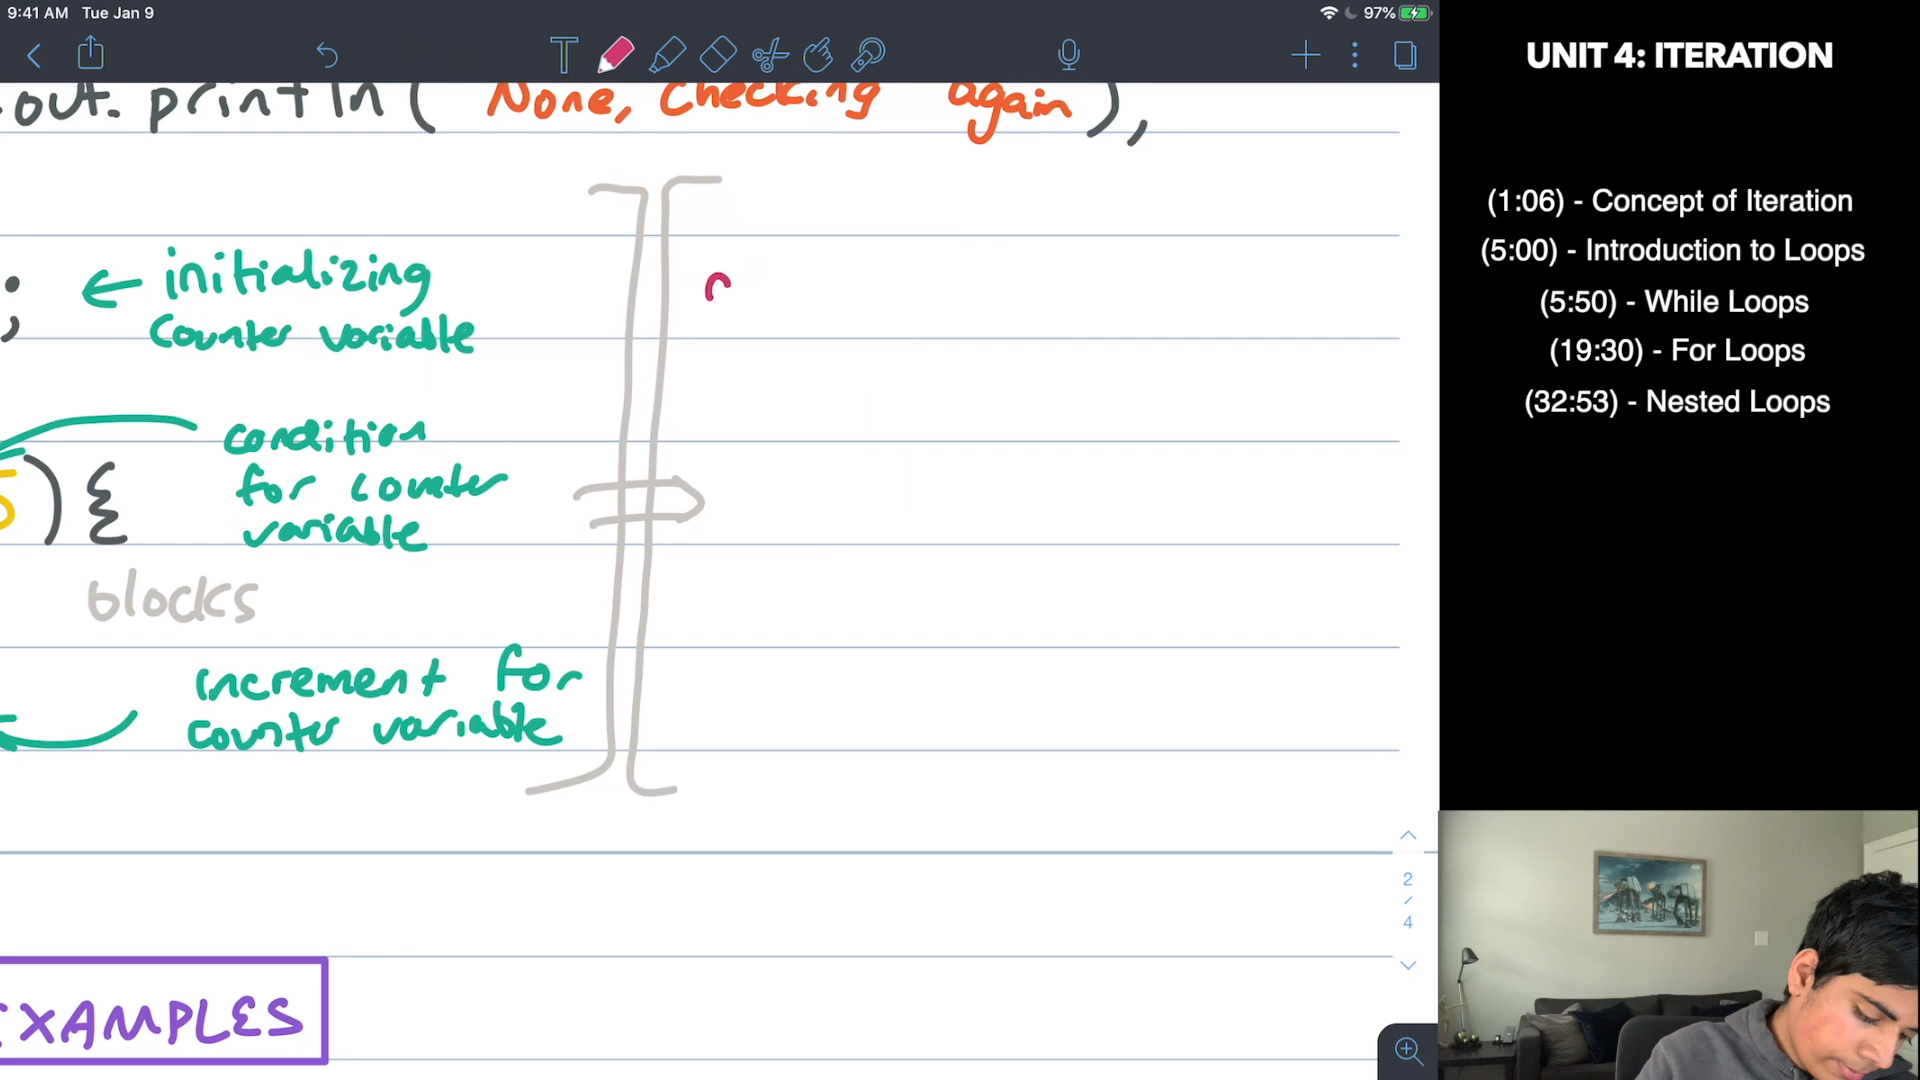 9:41 AM Tue Jan 9
97%
.out.println( None, Checking again );
; ← initializing
counter variable
condition
5){ for counter
variable
blocks
increment for
counter variable
EXAMPLES
2
4
UNIT 4: ITERATION
(1:06) - Concept of Iteration
(5:00) - Introduction to Loops
(5:50) - While Loops
(19:30) - For Loops
(32:53) - Nested Loops